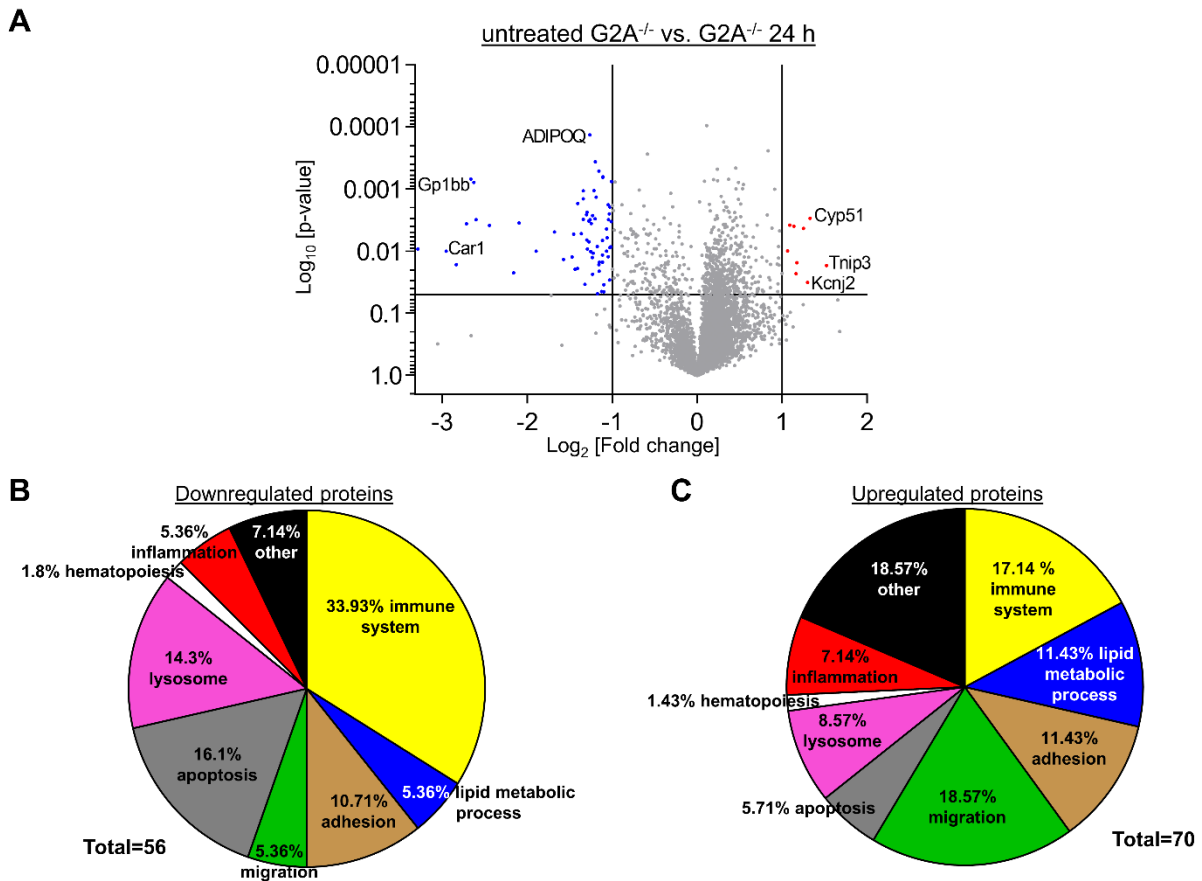 A
untreated G2A-/- vs. G2A-/- 24 h
Log10 [p-value]
0.00001
0.0001
0.001
0.01
0.1
1.0
ADIPOQ
Gp1bb
Car1
Cyp51
Tnip3
Kcnj2
-3 -2 -1 0 1 2
Log2 [Fold change]
B
Downregulated proteins
5.36%
inflammation
1.8% hematopoiesis
7.14%
other
33.93% immune
system
14.3%
lysosome
16.1%
apoptosis
5.36%
migration
10.71%
adhesion
5.36% lipid metabolic
process
Total=56
C
Upregulated proteins
18.57%
other
17.14 %
immune
system
11.43% lipid
metabolic
process
7.14%
inflammation
1.43% hematopoiesis
8.57%
lysosome
11.43%
adhesion
5.71% apoptosis
18.57%
migration
Total=70